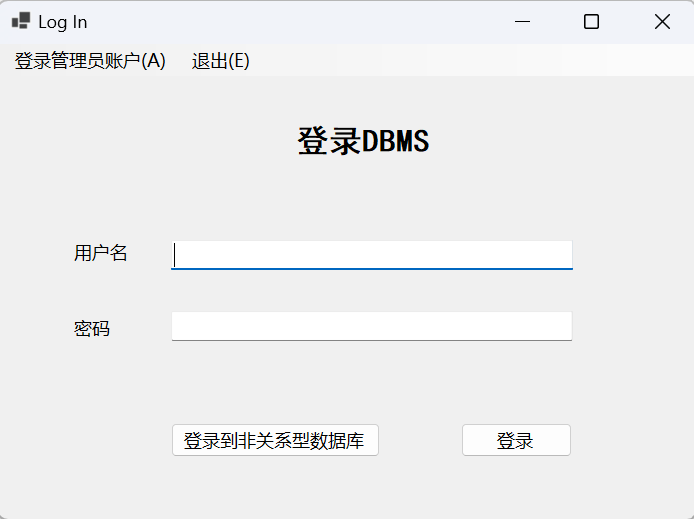 Log In
登录管理员账户(A) 退出(E)
登录DBMS
用户名
密码
登录到非关系型数据库 登录